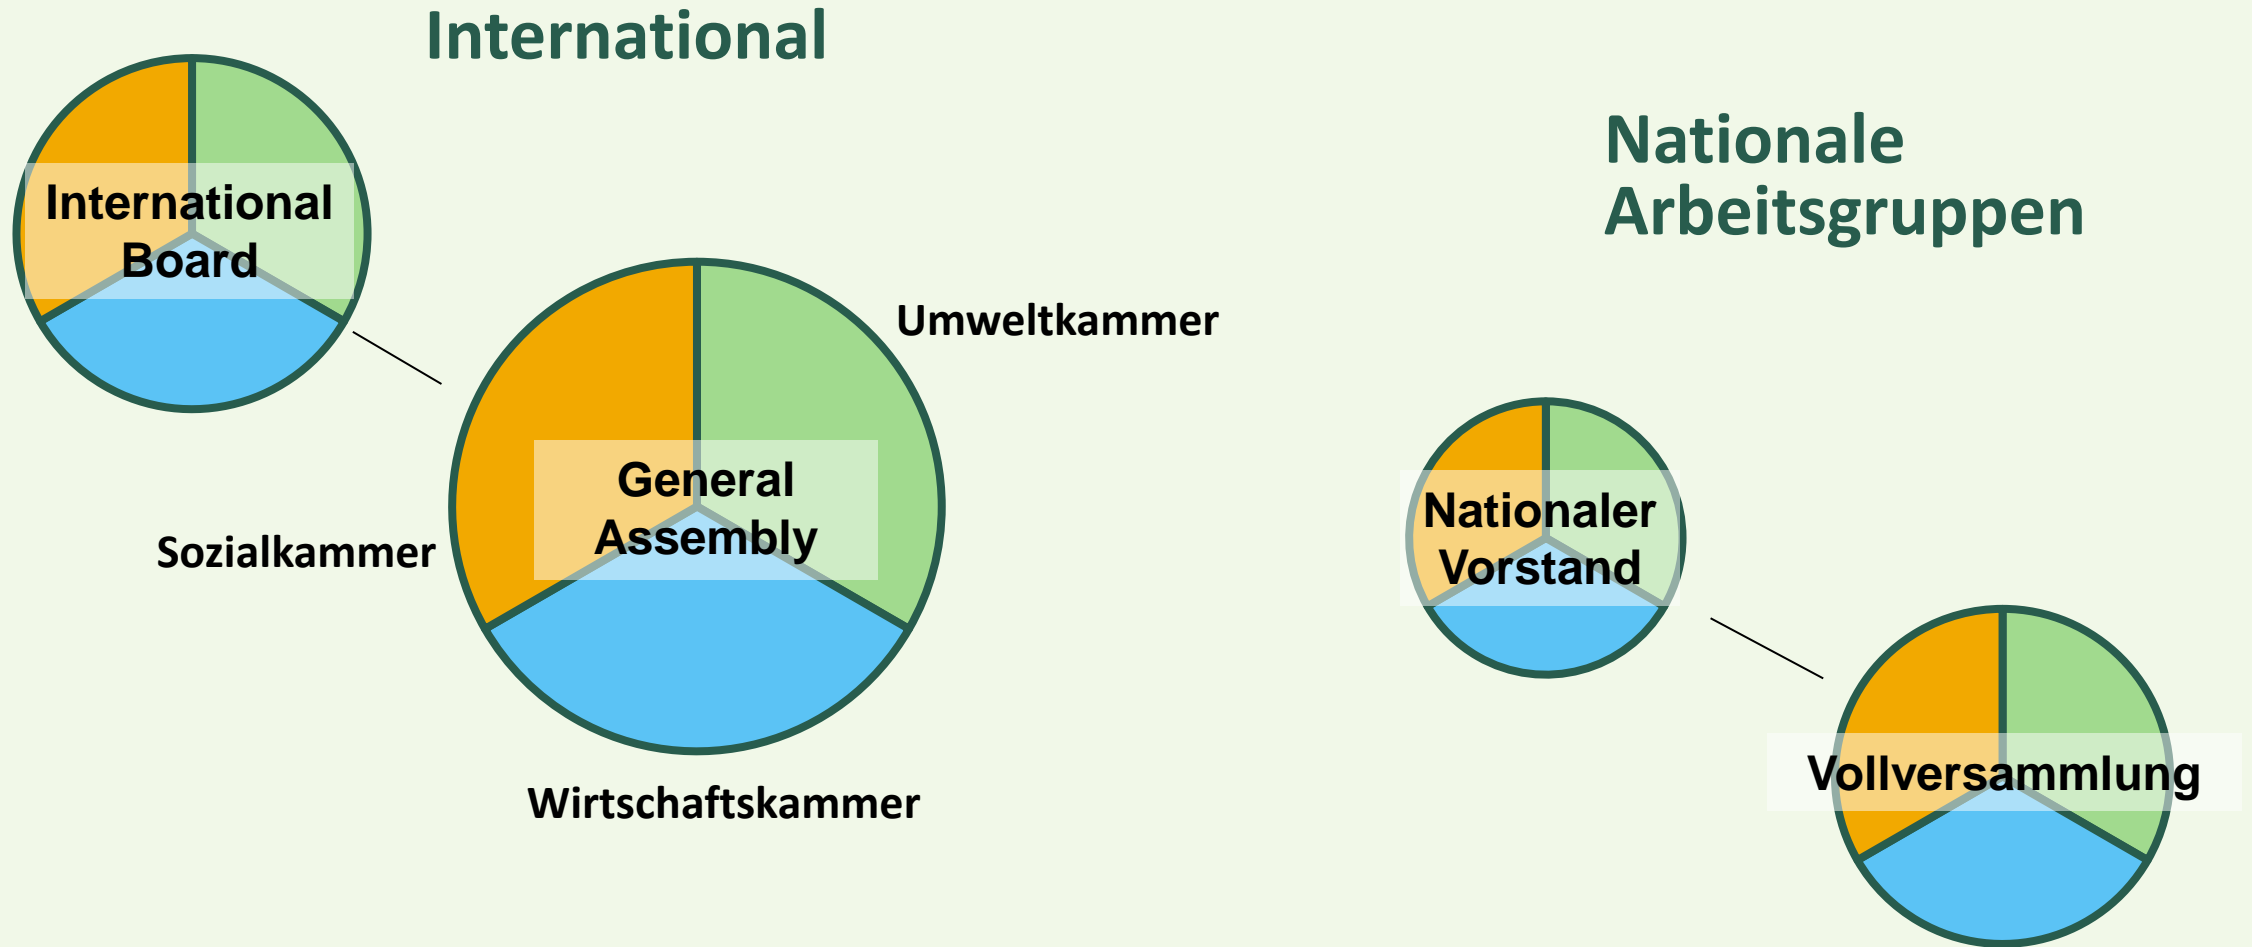 International
International
Board
General
Assembly
Umweltkammer
Sozialkammer
Wirtschaftskammer
Nationale
Arbeitsgruppen
Nationaler
Vorstand
Vollversammlung